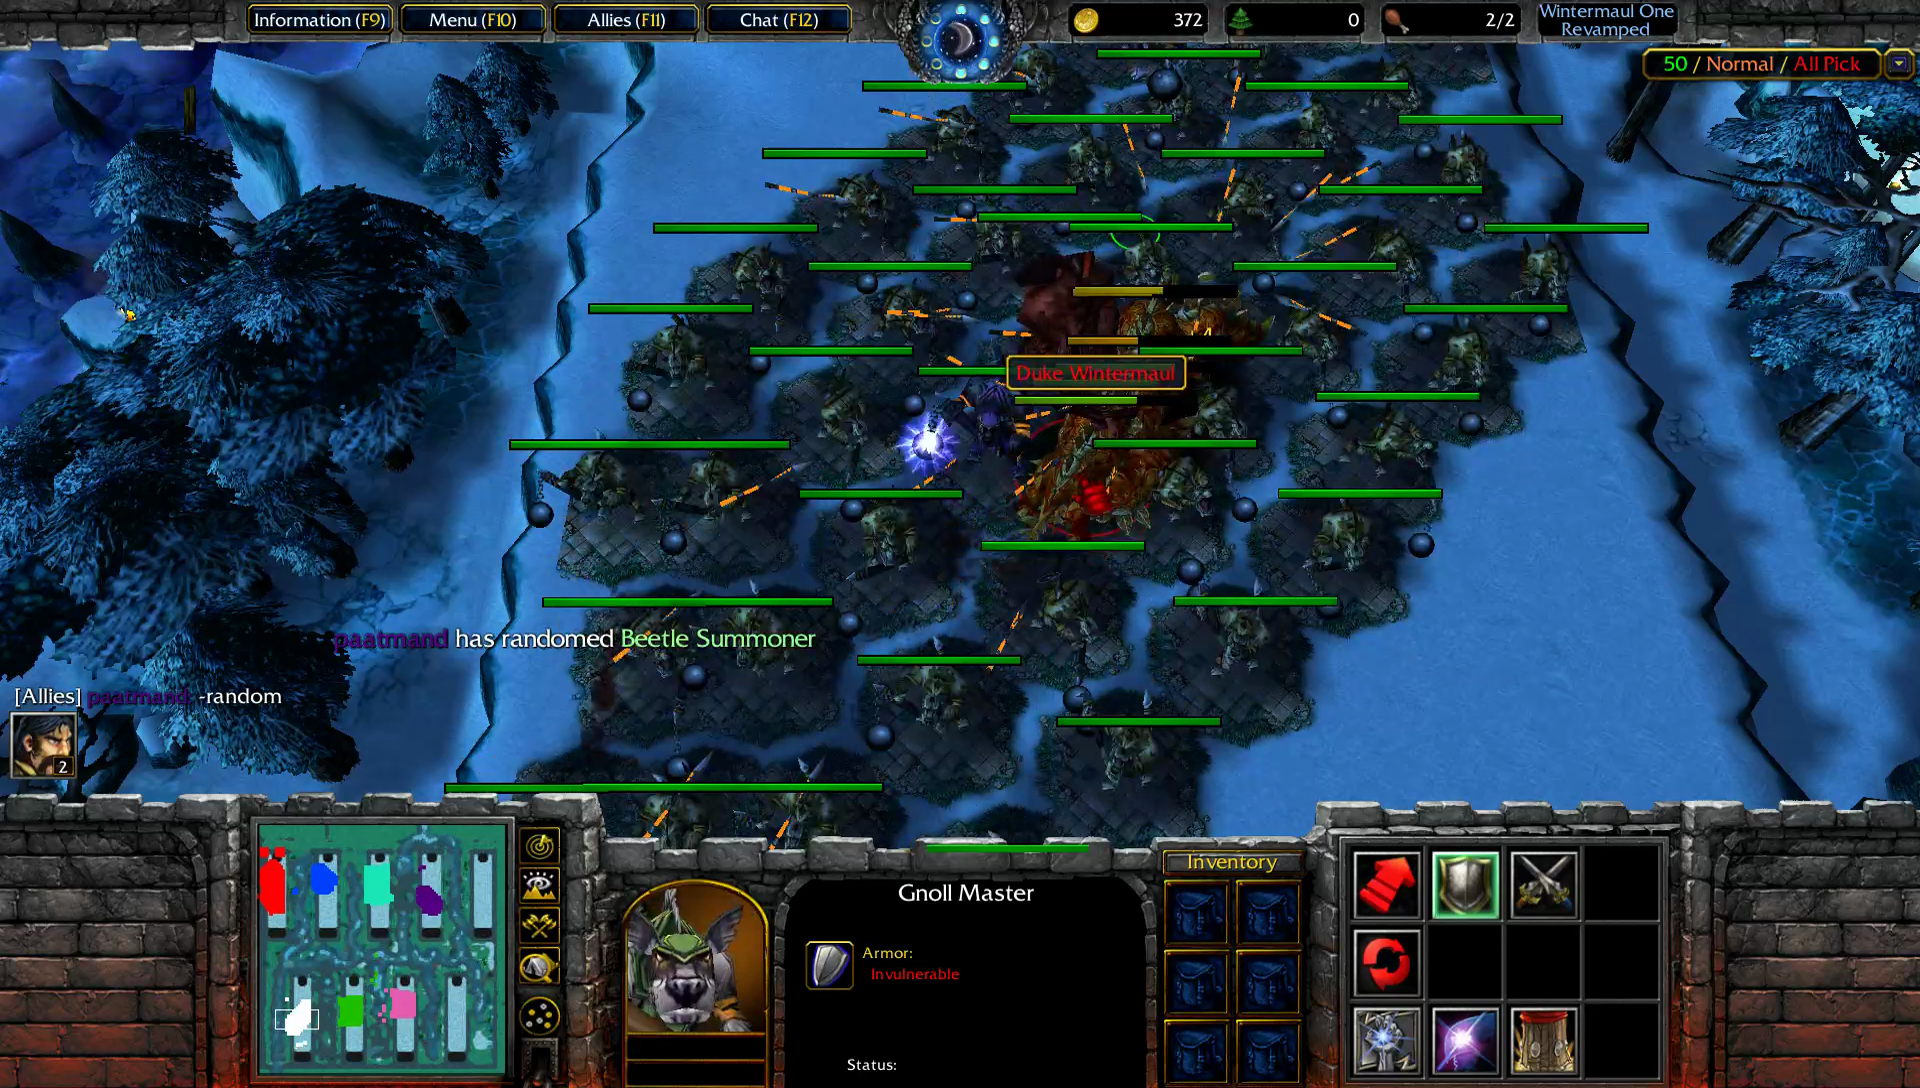 Information (F9)
Menu (F10)
Allies (F11)
Chat (F12)
372
0
2/2
Wintermaul One
Revamped
50 / Normal / All Pick
Duke Wintermaul
paatmand has randomed Beetle Summoner
[Allies] paatmand: -random
2
Gnoll Master
Armor:
Invulnerable
Status:
Inventory